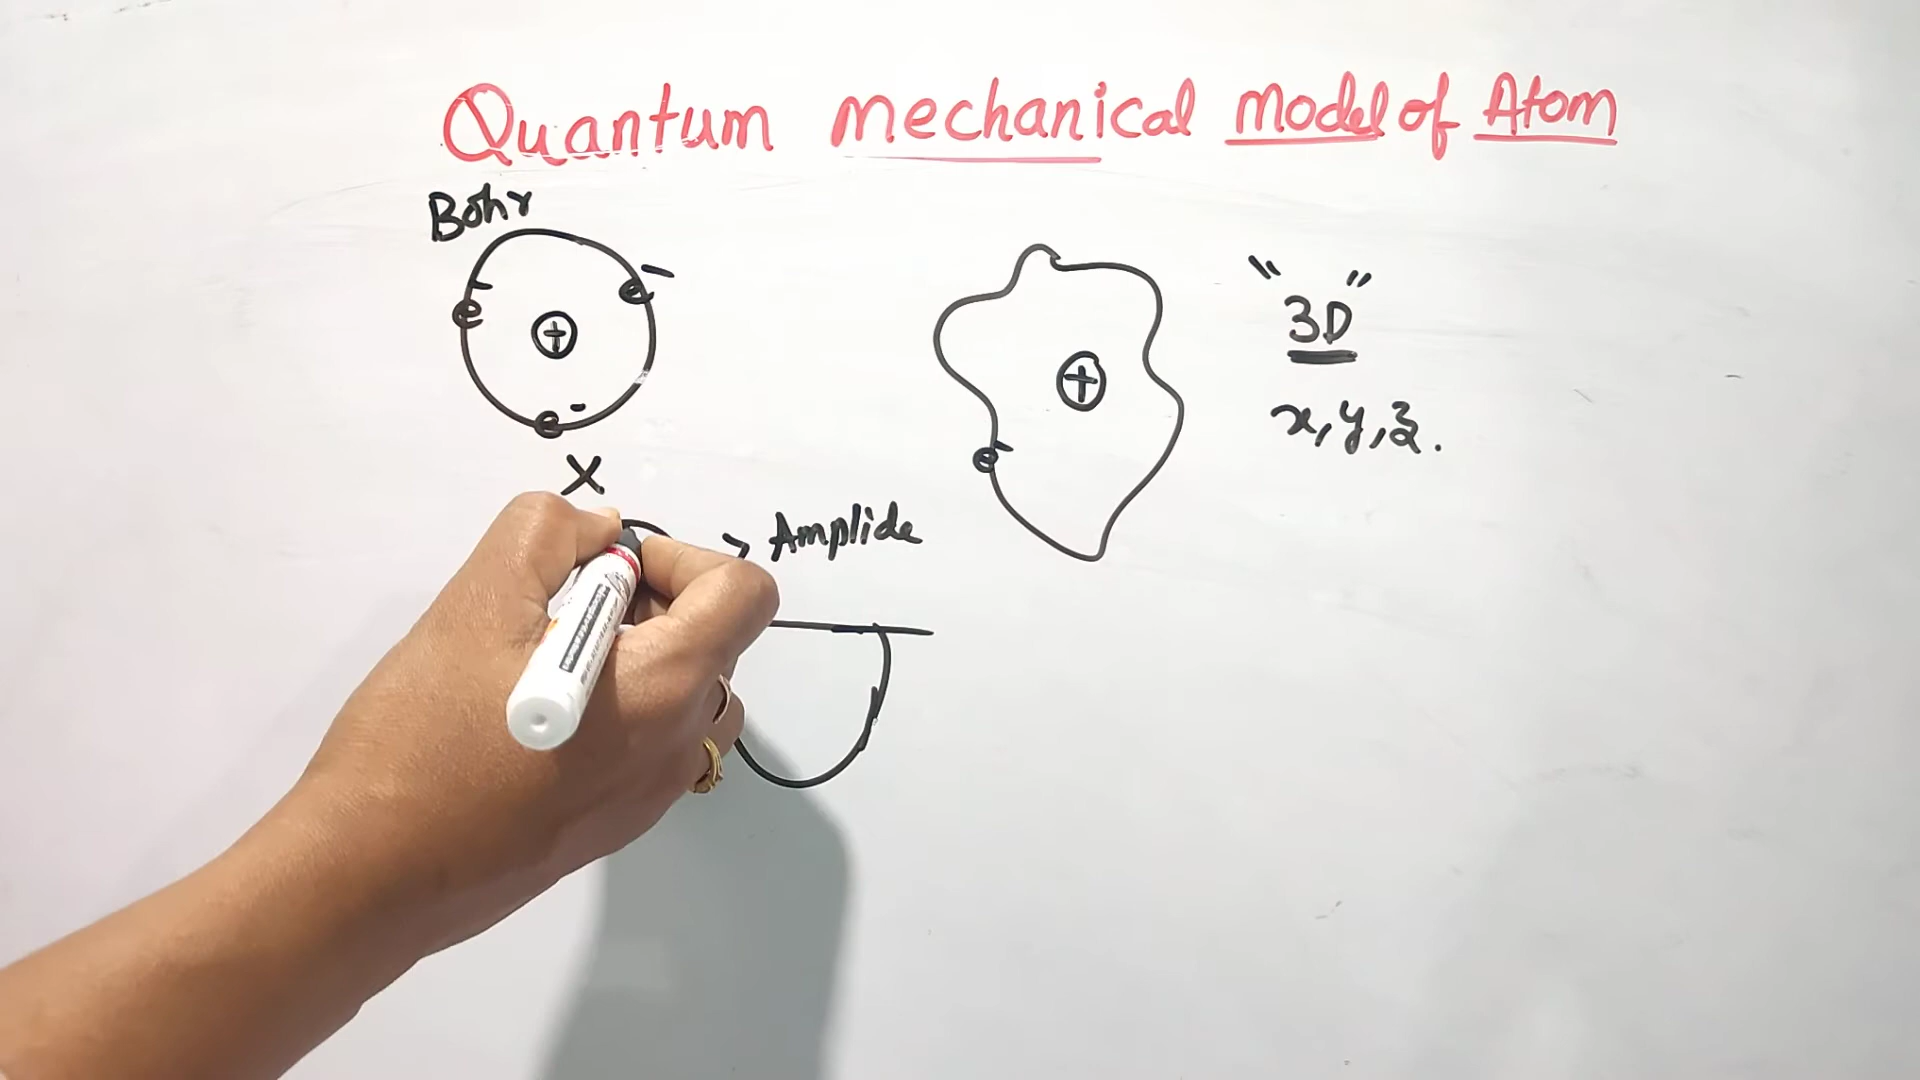 Quantum mechanical Model of Atom
Bohr
e-
e-
+
e-
X
+
e-
"3D"
x, y, z.
> Amplide